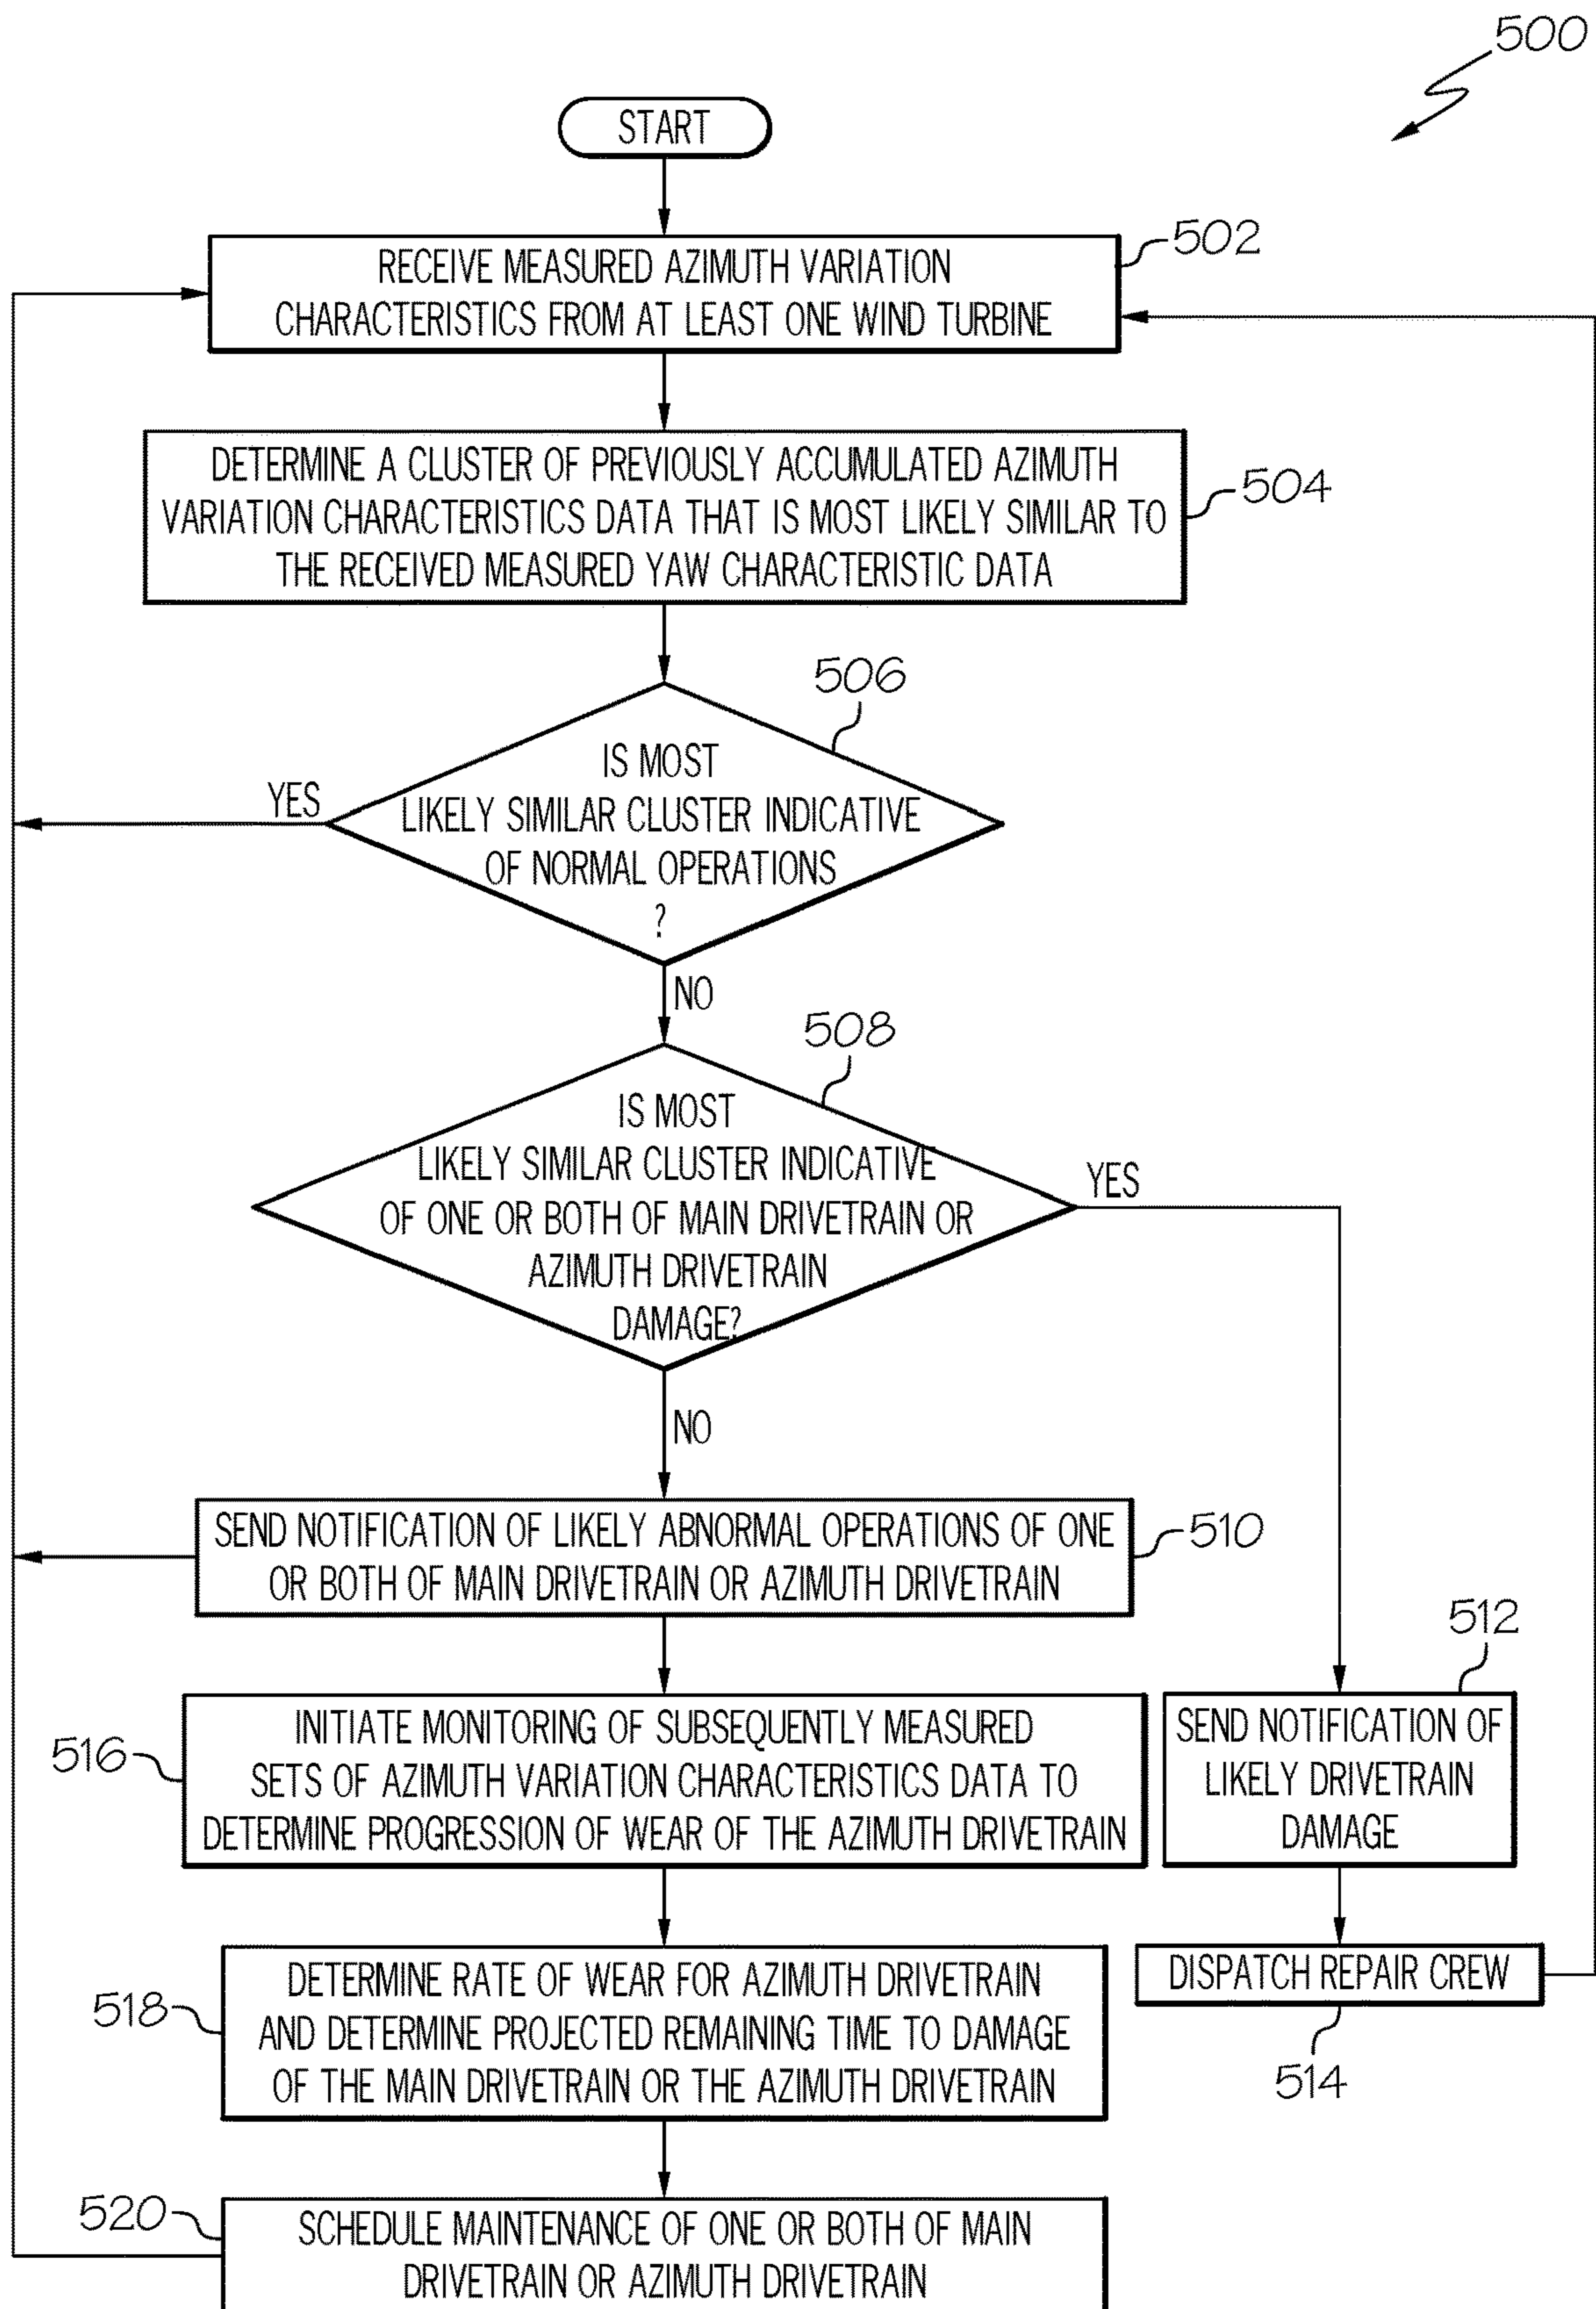 500
START
RECEIVE MEASURED AZIMUTH VARIATION
CHARACTERISTICS FROM AT LEAST ONE WIND TURBINE
502
DETERMINE A CLUSTER OF PREVIOUSLY ACCUMULATED AZIMUTH
VARIATION CHARACTERISTICS DATA THAT IS MOST LIKELY SIMILAR TO
THE RECEIVED MEASURED YAW CHARACTERISTIC DATA
504
506
IS MOST
LIKELY SIMILAR CLUSTER INDICATIVE
OF NORMAL OPERATIONS
?
YES
NO
508
IS MOST
LIKELY SIMILAR CLUSTER INDICATIVE
OF ONE OR BOTH OF MAIN DRIVETRAIN OR
AZIMUTH DRIVETRAIN
DAMAGE?
YES
NO
SEND NOTIFICATION OF LIKELY ABNORMAL OPERATIONS OF ONE
OR BOTH OF MAIN DRIVETRAIN OR AZIMUTH DRIVETRAIN
510
512
SEND NOTIFICATION OF
LIKELY DRIVETRAIN
DAMAGE
516
INITIATE MONITORING OF SUBSEQUENTLY MEASURED
SETS OF AZIMUTH VARIATION CHARACTERISTICS DATA TO
DETERMINE PROGRESSION OF WEAR OF THE AZIMUTH DRIVETRAIN
DISPATCH REPAIR CREW
514
518
DETERMINE RATE OF WEAR FOR AZIMUTH DRIVETRAIN
AND DETERMINE PROJECTED REMAINING TIME TO DAMAGE
OF THE MAIN DRIVETRAIN OR THE AZIMUTH DRIVETRAIN
520
SCHEDULE MAINTENANCE OF ONE OR BOTH OF MAIN
DRIVETRAIN OR AZIMUTH DRIVETRAIN